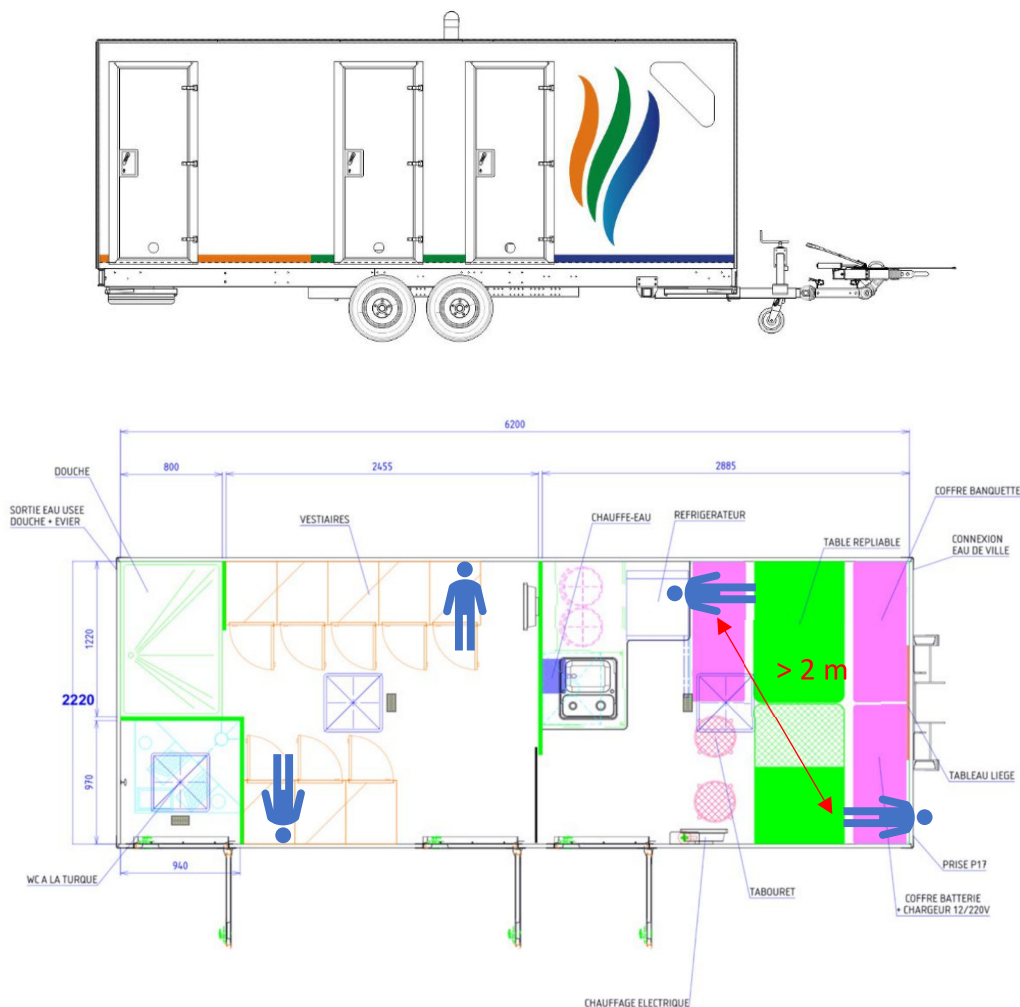 6200
800
2455
2885
DOUCHE
SORTIE EAU USEE
DOUCHE + EVIER
VESTIAIRES
CHAUFFE-EAU
REFRIGERATEUR
TABLE REPLIABLE
COFFRE BANQUETTE
CONNEXION
EAU DE VILLE
1220
2220
970
> 2 m
TABLEAU LIEGE
940
WC A LA TURQUE
TABOURET
PRISE P17
COFFRE BATTERIE
+ CHARGEUR 12/220V
CHAUFFAGE ELECTRIQUE